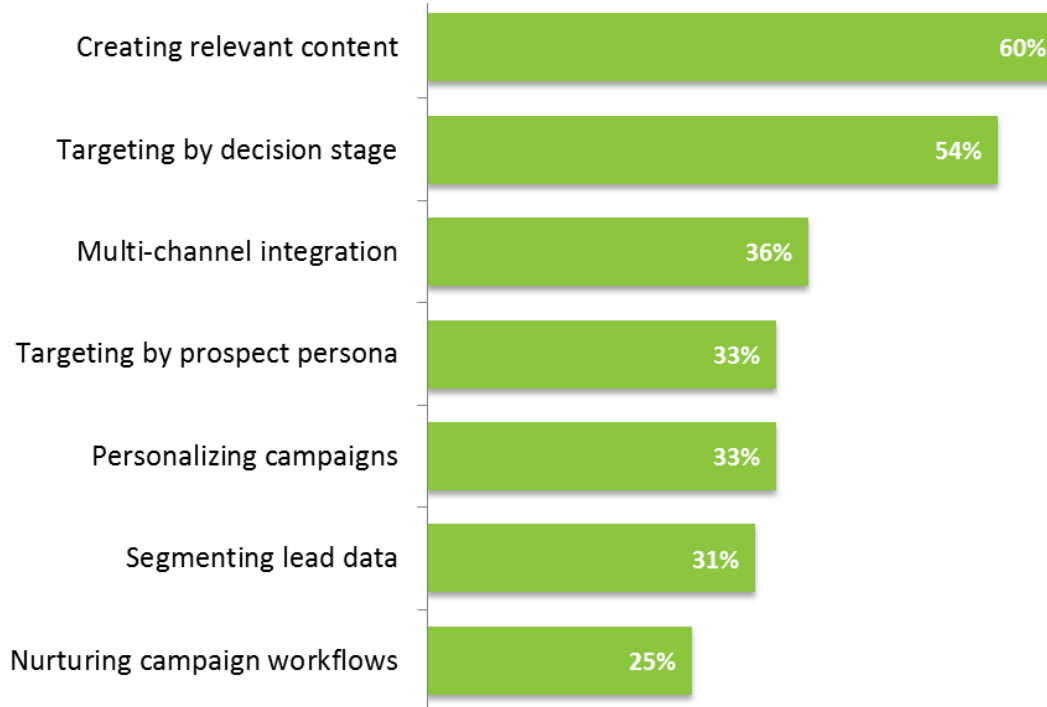 Creating relevant content 60%
Targeting by decision stage 54%
Multi-channel integration 36%
Targeting by prospect persona 33%
Personalizing campaigns 33%
Segmenting lead data 31%
Nurturing campaign workflows 25%